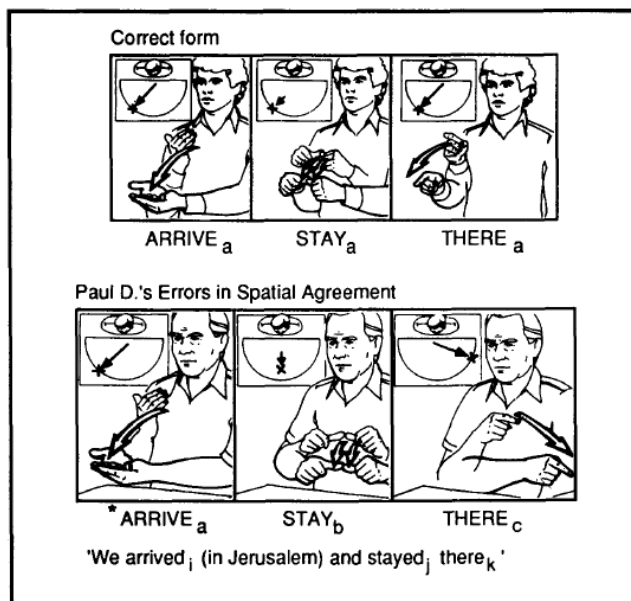 Correct form
ARRIVE a STAY a THERE a
Paul D.'s Errors in Spatial Agreement
*ARRIVE a STAY b THERE c
'We arrived i (in Jerusalem) and stayed j there k '